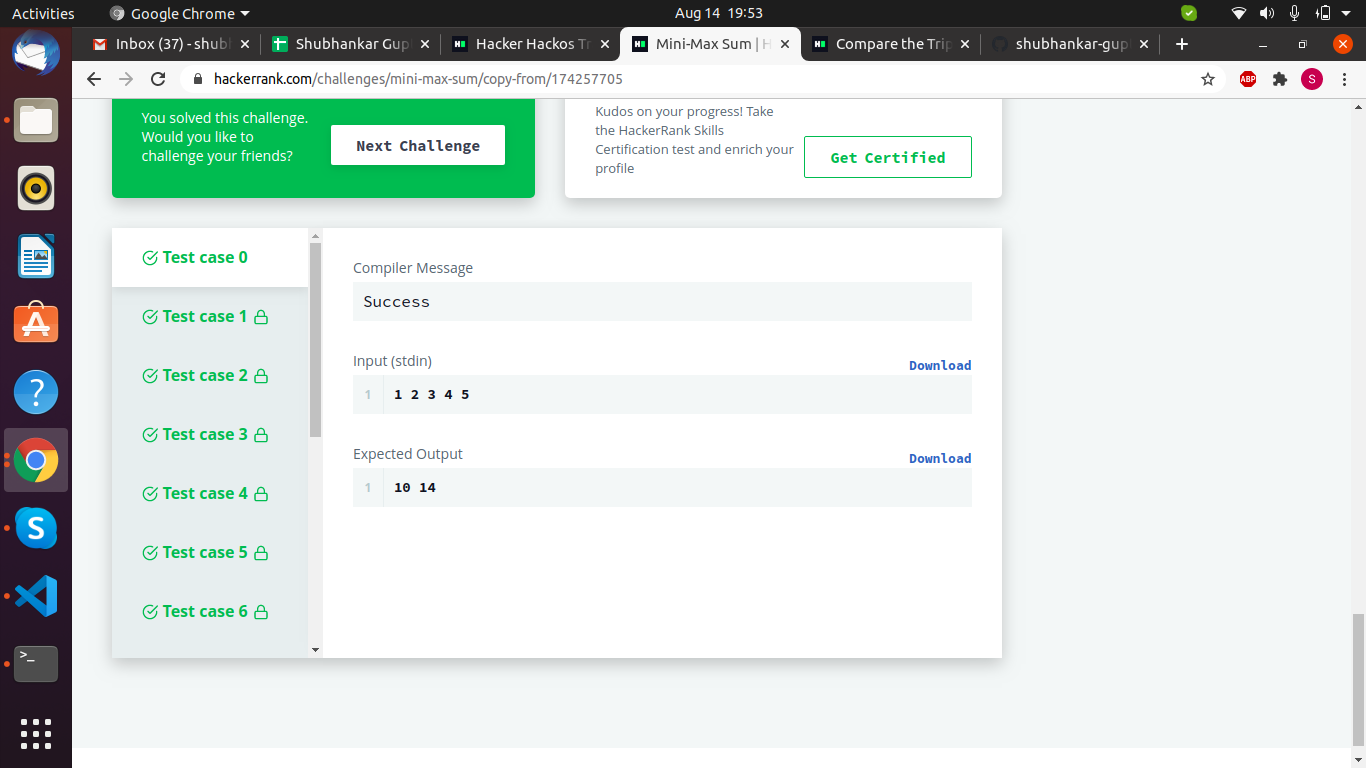 Activities
Google Chrome
Aug 14 19:53
Inbox (37) - shubh
Shubhankar Gup
Hacker Hackos Tr
Mini-Max Sum | H
Compare the Trip
shubhankar-gup
hackerrank.com/challenges/mini-max-sum/copy-from/174257705
ABP
S
You solved this challenge.
Would you like to
challenge your friends?
Next Challenge
Kudos on your progress! Take
the HackerRank Skills
Certification test and enrich your
profile
Get Certified
Test case 0
Test case 1
Test case 2
Test case 3
Test case 4
Test case 5
Test case 6
Compiler Message
Success
Input (stdin)
Download
1
1 2 3 4 5
Expected Output
Download
1
10 14